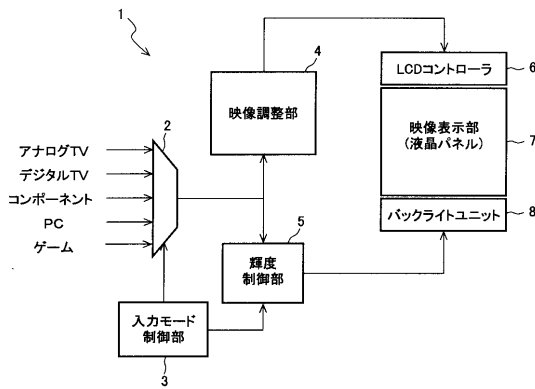 1
4
映像調整部
LCDコントローラ
6
映像表示部
(液晶パネル)
7
バックライトユニット
8
2
アナログTV
デジタルTV
コンポーネント
PC
ゲーム
5
輝度
制御部
入力モード
制御部
3